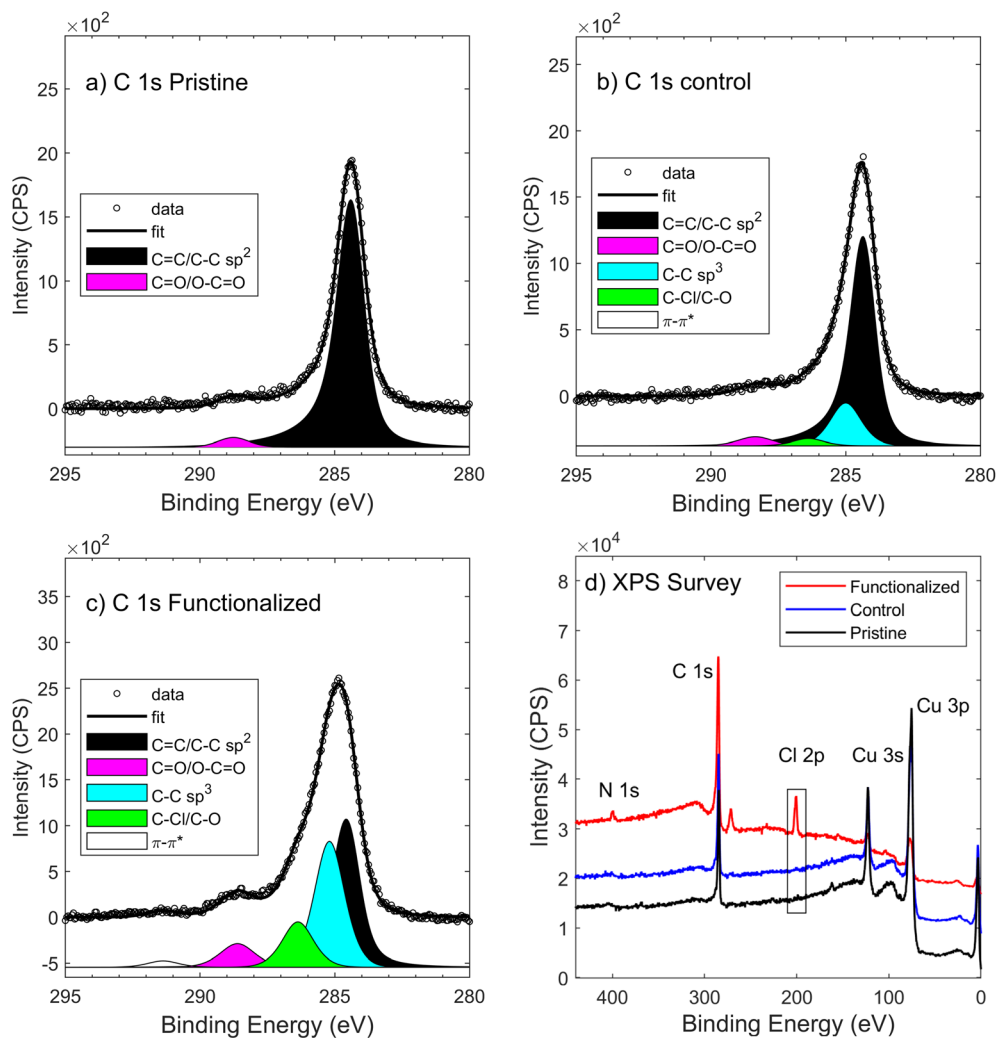 ×10²
a) C 1s Pristine
Intensity (CPS)
25
20
15
10
5
0
data
fit
C=C/C-C sp²
C=O/O-C=O
295 290 285 280
Binding Energy (eV)
×10²
b) C 1s control
Intensity (CPS)
25
20
15
10
5
0
data
fit
C=C/C-C sp²
C=O/O-C=O
C-C sp³
C-Cl/C-O
π-π*
295 290 285 280
Binding Energy (eV)
×10²
c) C 1s Functionalized
Intensity (CPS)
35
30
25
20
15
10
5
0
-5
data
fit
C=C/C-C sp²
C=O/O-C=O
C-C sp³
C-Cl/C-O
π-π*
295 290 285 280
Binding Energy (eV)
×10⁴
d) XPS Survey
Intensity (CPS)
8
7
6
5
4
3
2
1
0
Functionalized
Control
Pristine
C 1s
Cu 3p
Cl 2p
Cu 3s
N 1s
400 300 200 100 0
Binding Energy (eV)